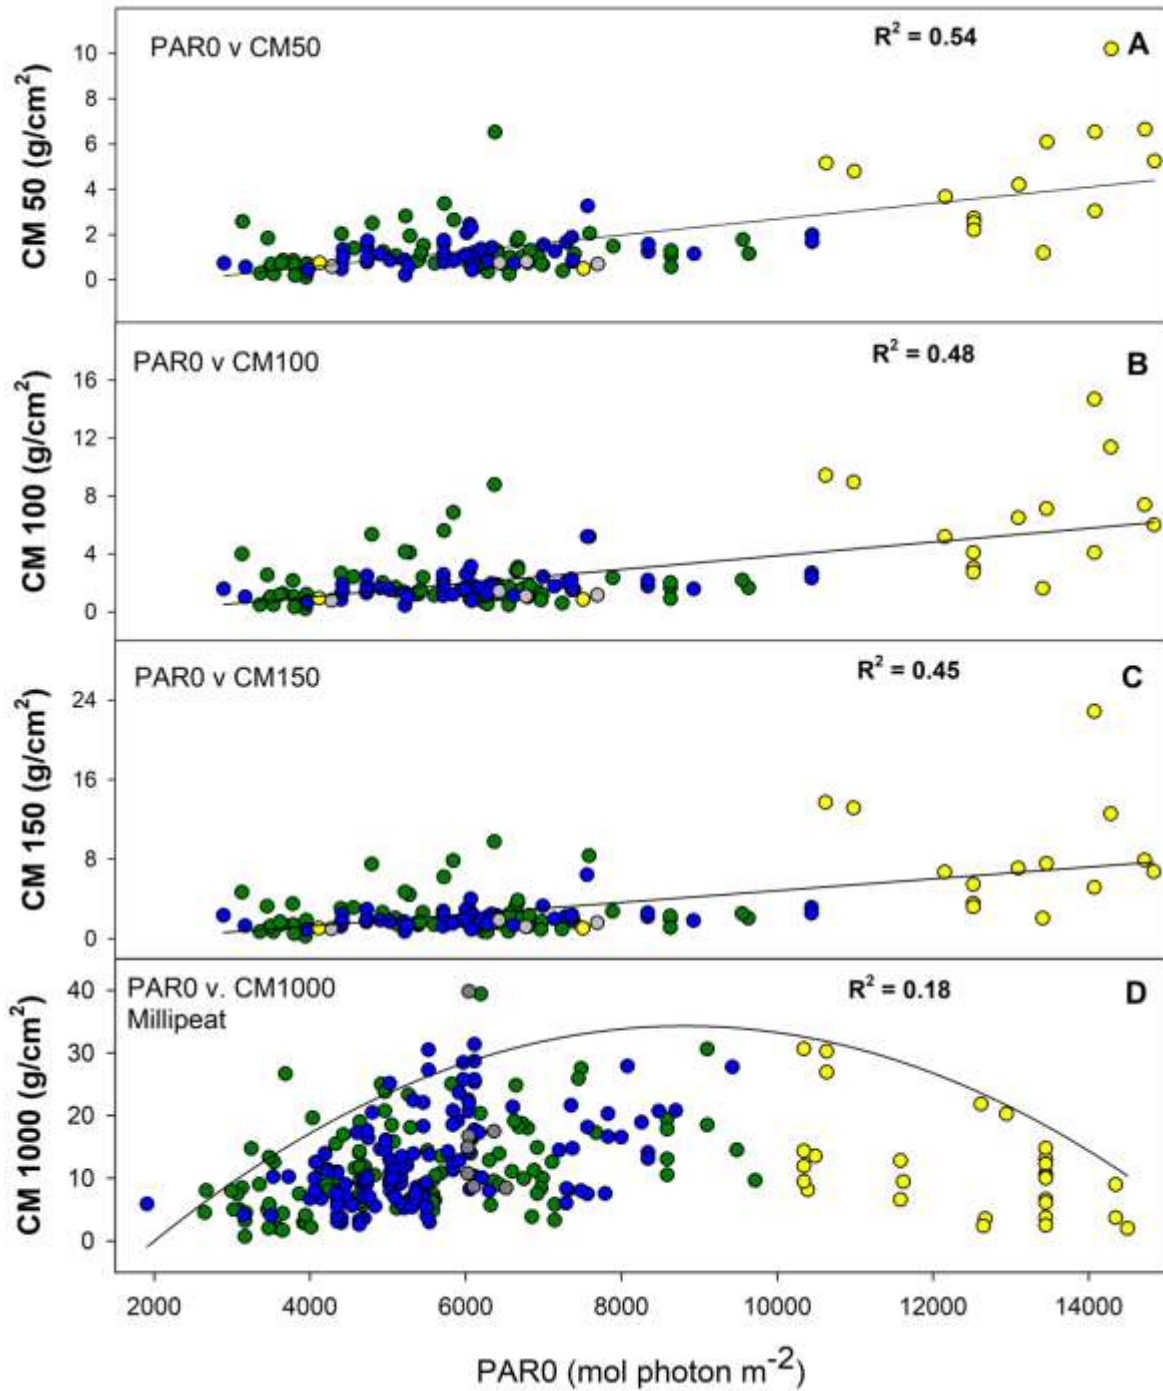 PAR0 v CM50
R² = 0.54
A
CM 50 (g/cm²)
10
8
6
4
2
0
PAR0 v CM100
R² = 0.48
B
CM 100 (g/cm²)
16
12
8
4
0
PAR0 v CM150
R² = 0.45
C
CM 150 (g/cm²)
24
16
8
0
PAR0 v. CM1000
Millipeat
R² = 0.18
D
CM 1000 (g/cm²)
40
30
20
10
0
2000 4000 6000 8000 10000 12000 14000
PAR0 (mol photon m⁻²)